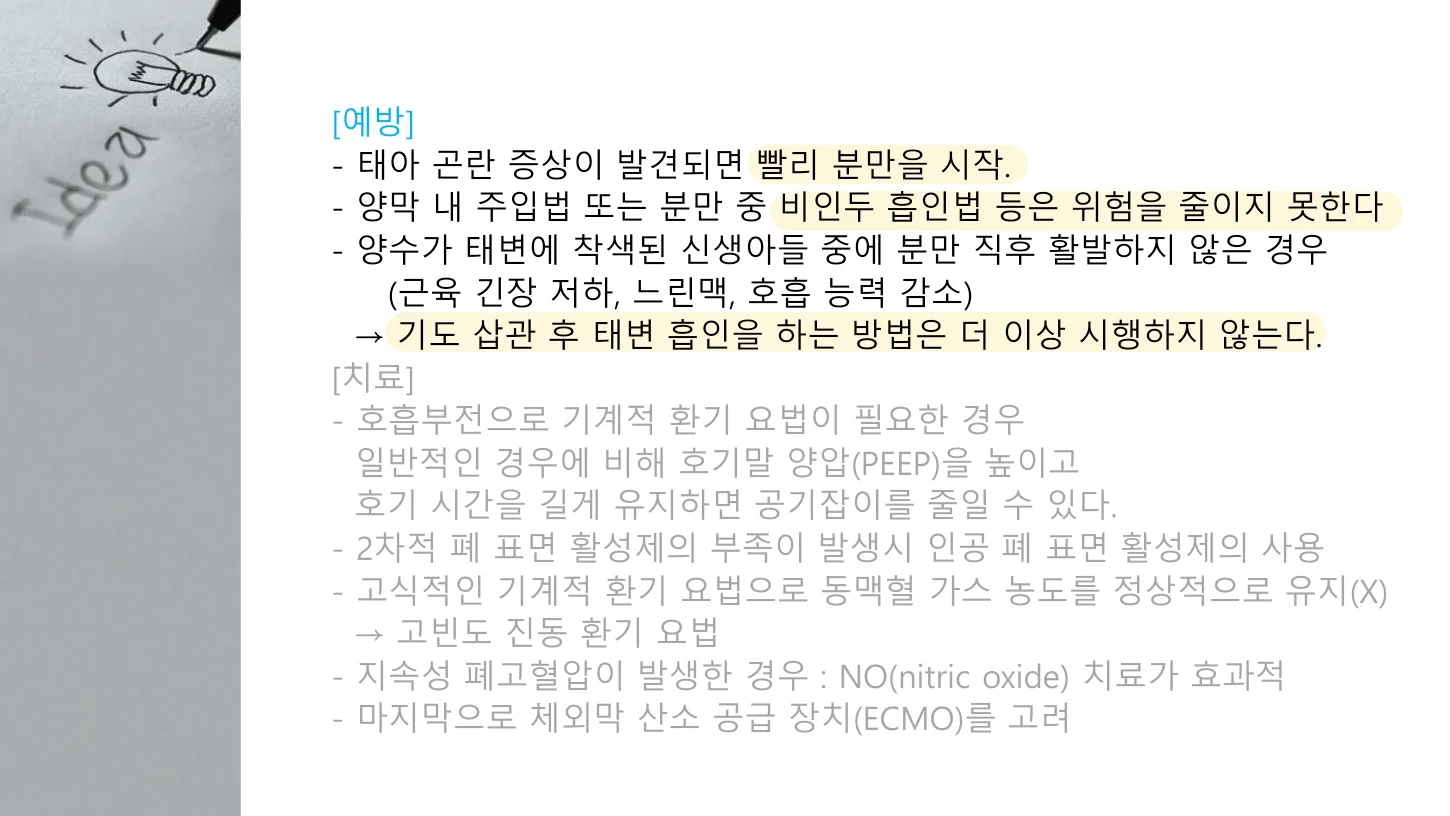 Idea
[예방]
- 태아 곤란 증상이 발견되면 빨리 분만을 시작.
- 양막 내 주입법 또는 분만 중 비인두 흡인법 등은 위험을 줄이지 못한다
- 양수가 태변에 착색된 신생아들 중에 분만 직후 활발하지 않은 경우
(근육 긴장 저하, 느린맥, 호흡 능력 감소)
→ 기도 삽관 후 태변 흡인을 하는 방법은 더 이상 시행하지 않는다.
[치료]
- 호흡부전으로 기계적 환기 요법이 필요한 경우
일반적인 경우에 비해 호기말 양압(PEEP)을 높이고
호기 시간을 길게 유지하면 공기잡이를 줄일 수 있다.
- 2차적 폐 표면 활성제의 부족이 발생시 인공 폐 표면 활성제의 사용
- 고식적인 기계적 환기 요법으로 동맥혈 가스 농도를 정상적으로 유지(X)
→ 고빈도 진동 환기 요법
- 지속성 폐고혈압이 발생한 경우 : NO(nitric oxide) 치료가 효과적
- 마지막으로 체외막 산소 공급 장치(ECMO)를 고려